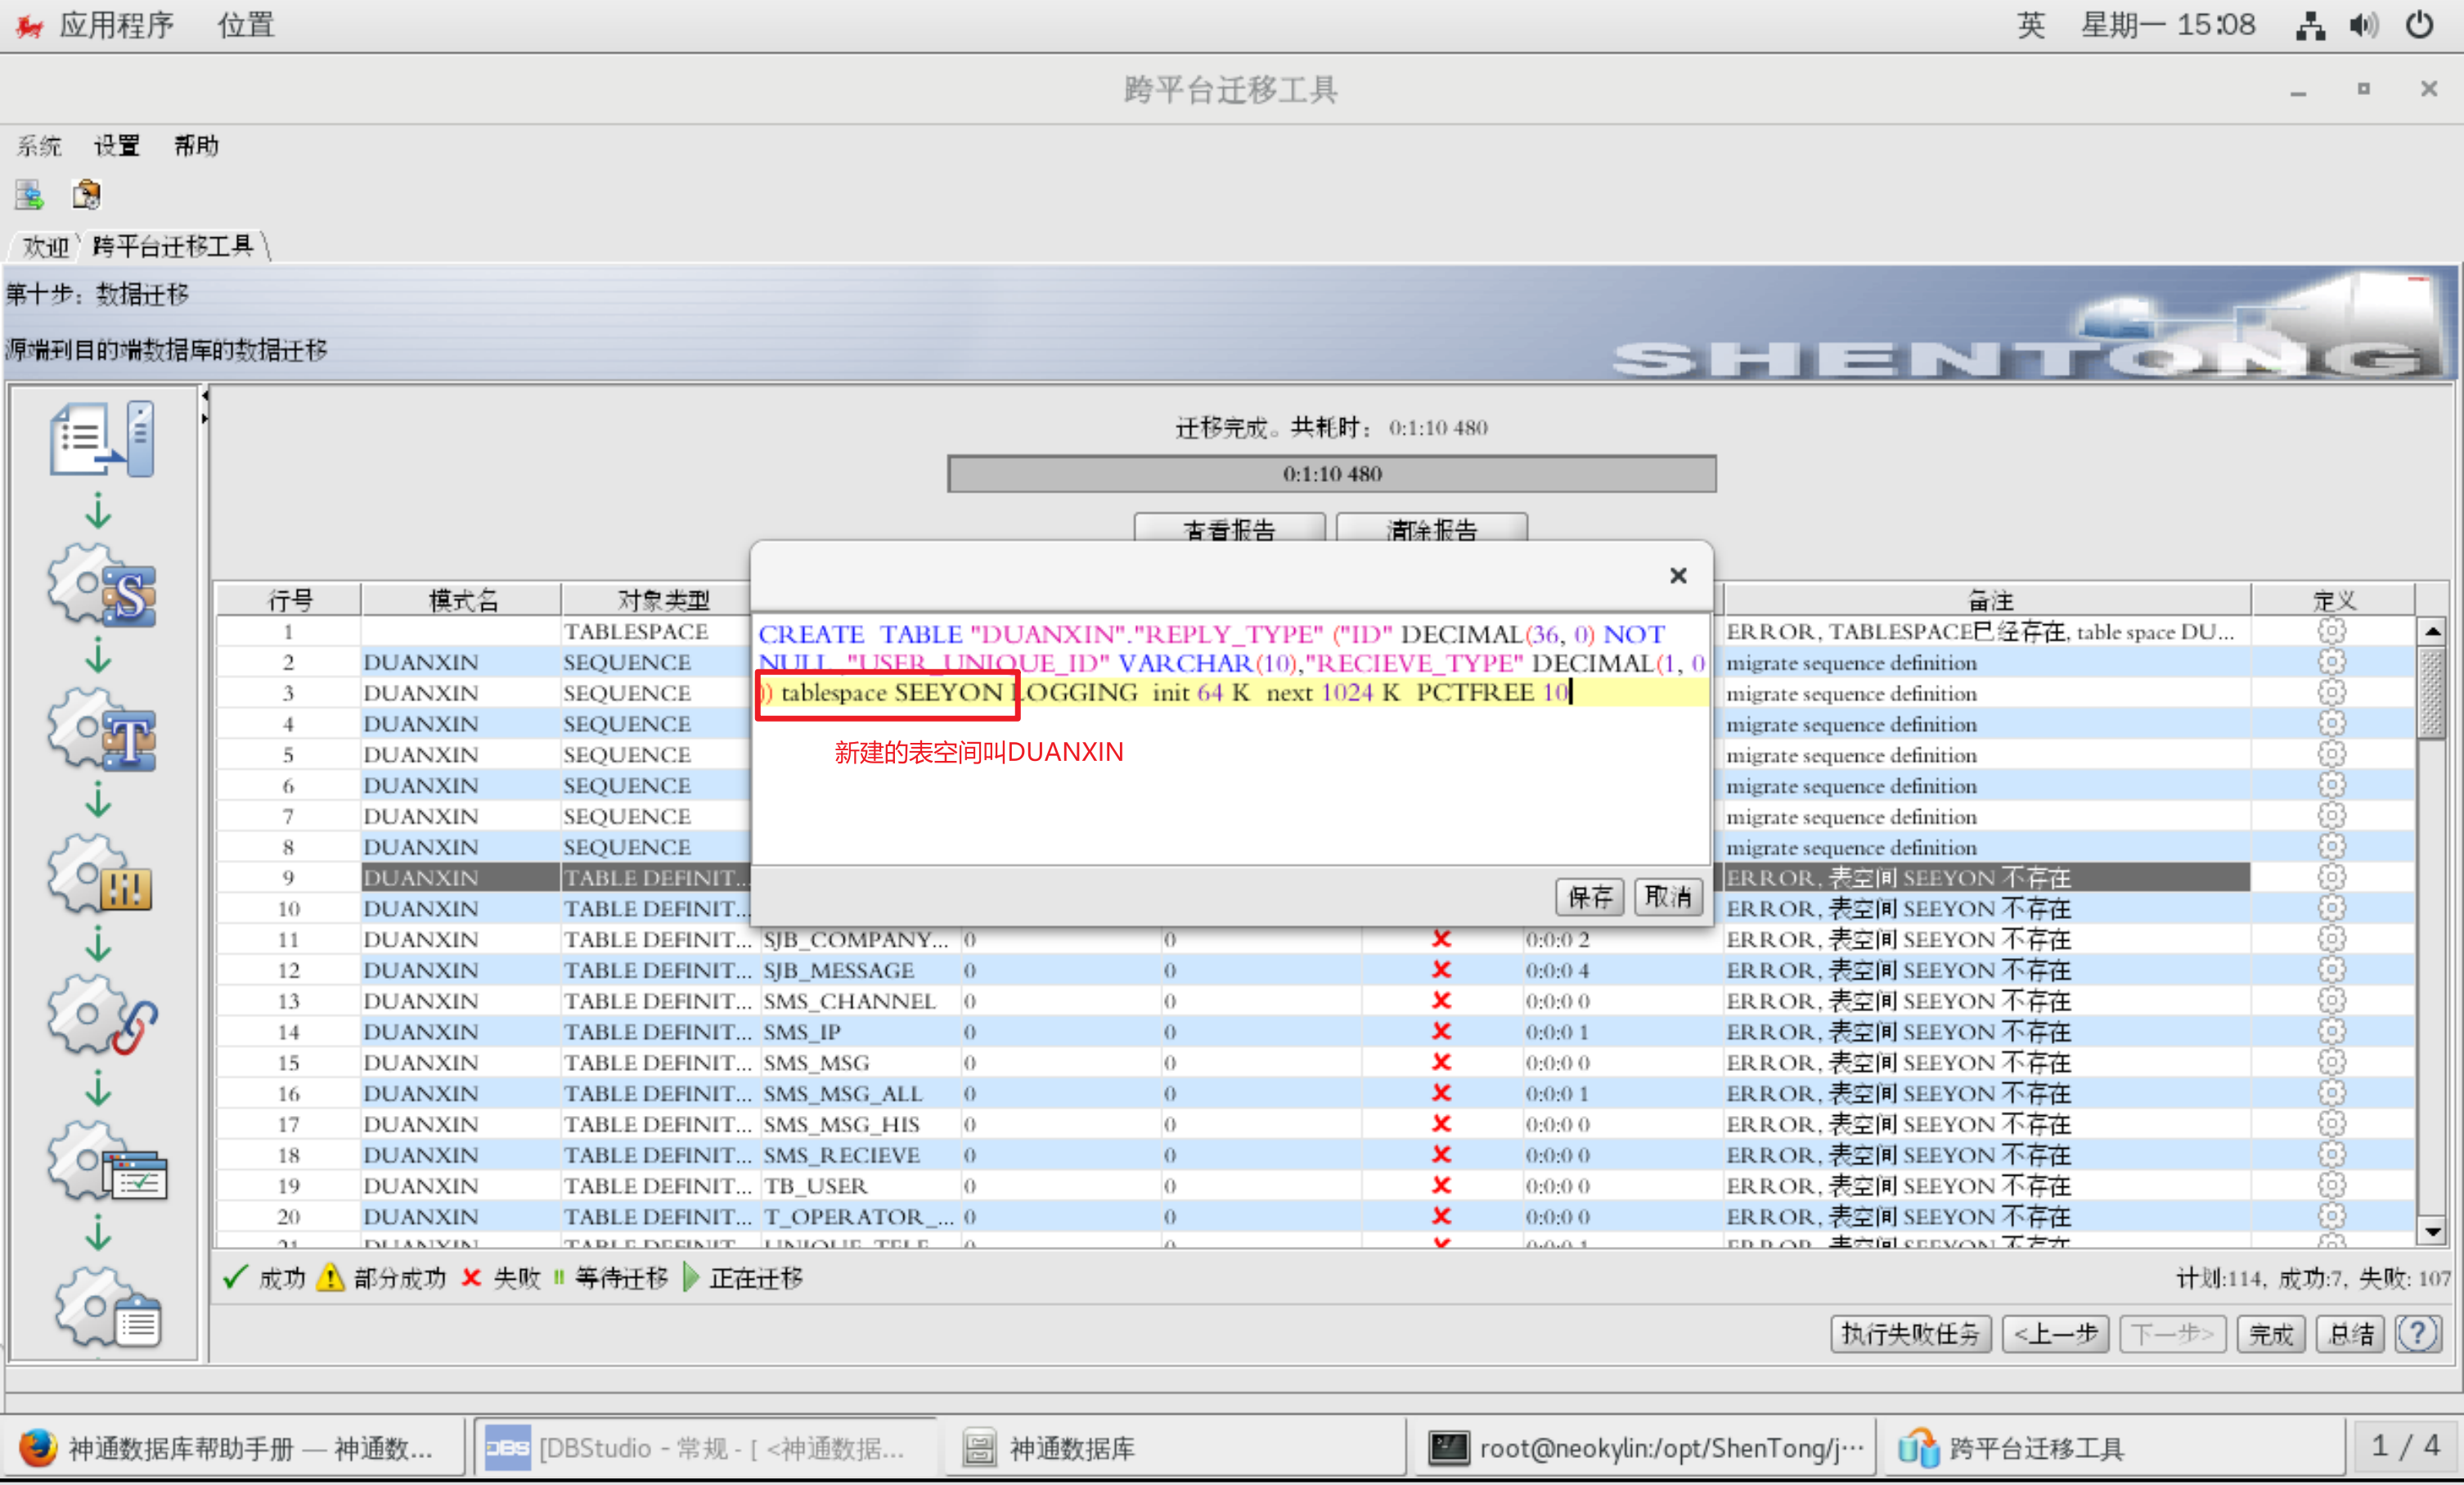 应用程序 位置 英 星期一 15:08
跨平台迁移工具
系统 设置 帮助
欢迎 跨平台迁移工具
第十步：数据迁移
源端到目的端数据库的数据迁移
SHENTONG
迁移完成。共耗时： 0:1:10 480
0:1:10 480
查看报告 清除报告
行号 模式名 对象类型 备注 定义
1 TABLESPACE ERROR, TABLESPACE已经存在, table space DU...
2 DUANXIN SEQUENCE migrate sequence definition
3 DUANXIN SEQUENCE migrate sequence definition
4 DUANXIN SEQUENCE migrate sequence definition
5 DUANXIN SEQUENCE migrate sequence definition
6 DUANXIN SEQUENCE migrate sequence definition
7 DUANXIN SEQUENCE migrate sequence definition
8 DUANXIN SEQUENCE migrate sequence definition
9 DUANXIN TABLE DEFINIT... ERROR, 表空间 SEEYON 不存在
10 DUANXIN TABLE DEFINIT... ERROR, 表空间 SEEYON 不存在
CREATE TABLE "DUANXIN"."REPLY_TYPE" ("ID" DECIMAL(36, 0) NOT
NULL ,"USER_UNIQUE_ID" VARCHAR(10),"RECIEVE_TYPE" DECIMAL(1, 0
)) tablespace SEEYON LOGGING init 64 K next 1024 K PCTFREE 10
新建的表空间叫DUANXIN
保存 取消
11 DUANXIN TABLE DEFINIT... SJB_COMPANY... 0 0 0:0:0 2 ERROR, 表空间 SEEYON 不存在
12 DUANXIN TABLE DEFINIT... SJB_MESSAGE 0 0 0:0:0 4 ERROR, 表空间 SEEYON 不存在
13 DUANXIN TABLE DEFINIT... SMS_CHANNEL 0 0 0:0:0 0 ERROR, 表空间 SEEYON 不存在
14 DUANXIN TABLE DEFINIT... SMS_IP 0 0 0:0:0 1 ERROR, 表空间 SEEYON 不存在
15 DUANXIN TABLE DEFINIT... SMS_MSG 0 0 0:0:0 0 ERROR, 表空间 SEEYON 不存在
16 DUANXIN TABLE DEFINIT... SMS_MSG_ALL 0 0 0:0:0 1 ERROR, 表空间 SEEYON 不存在
17 DUANXIN TABLE DEFINIT... SMS_MSG_HIS 0 0 0:0:0 0 ERROR, 表空间 SEEYON 不存在
18 DUANXIN TABLE DEFINIT... SMS_RECIEVE 0 0 0:0:0 0 ERROR, 表空间 SEEYON 不存在
19 DUANXIN TABLE DEFINIT... TB_USER 0 0 0:0:0 0 ERROR, 表空间 SEEYON 不存在
20 DUANXIN TABLE DEFINIT... T_OPERATOR_... 0 0 0:0:0 0 ERROR, 表空间 SEEYON 不存在
21 DUANXIN TABLE DEFINIT... UNIQUE_TELE... 0 0 0:0:0 1 ERROR, 表空间 SEEYON 不存在
成功 部分成功 失败 等待迁移 正在迁移 计划:114, 成功:7, 失败: 107
执行失败任务 <上一步 下一步> 完成 总结 ?
神通数据库帮助手册 — 神通数... DBS [DBStudio - 常规 - [ <神通数据... 神通数据库 root@neokylin:/opt/ShenTong/j··· 跨平台迁移工具 1 / 4